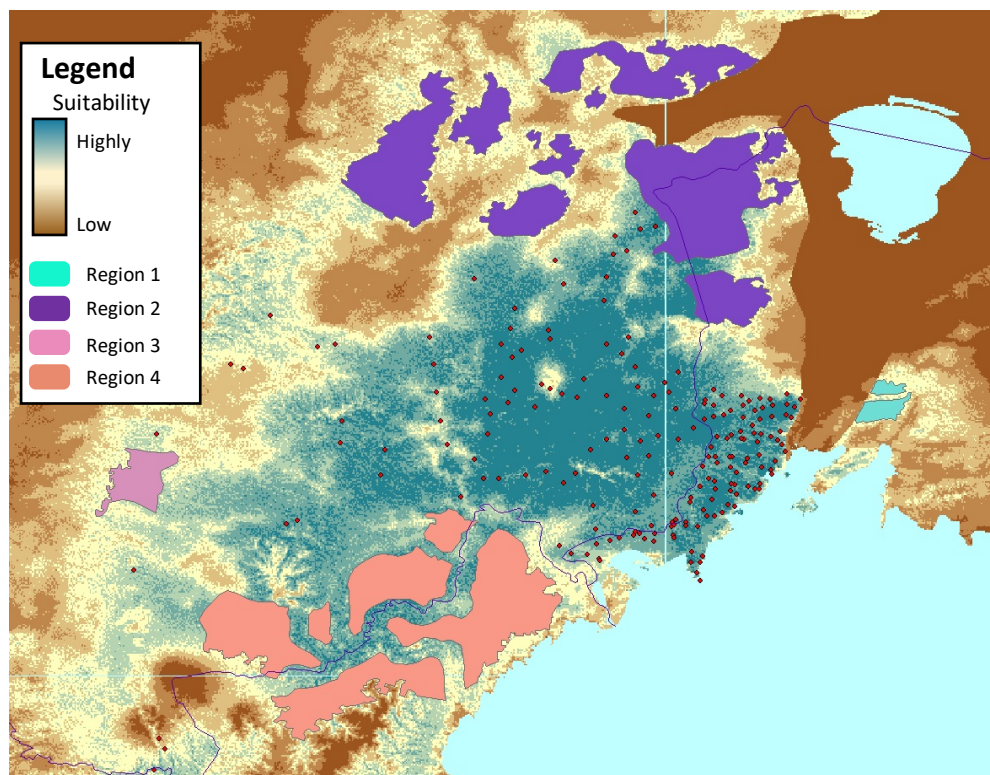 Legend
Suitability
Highly
Low
Region 1
Region 2
Region 3
Region 4